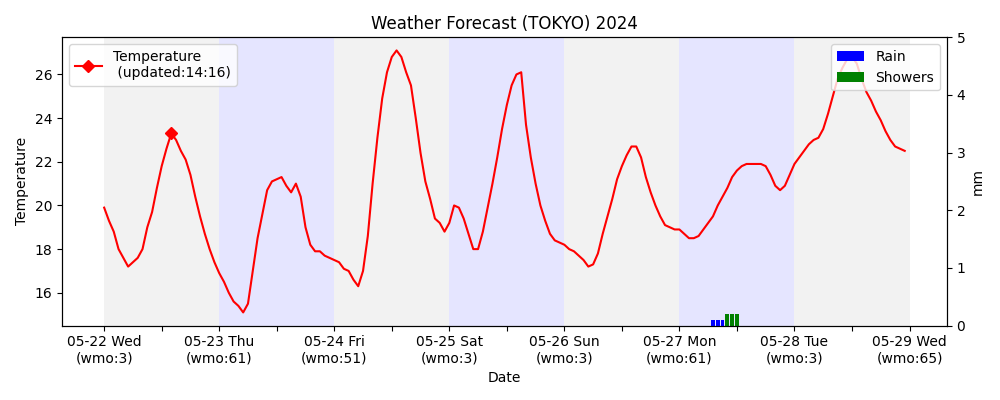 Weather Forecast (TOKYO) 2024
Temperature
(updated:14:16)
Rain
Showers
Temperature
26
24
22
20
18
16
5
4
3
2
1
0
mm
05-22 Wed
(wmo:3)
05-23 Thu
(wmo:61)
05-24 Fri
(wmo:51)
05-25 Sat
(wmo:3)
05-26 Sun
(wmo:3)
05-27 Mon
(wmo:61)
05-28 Tue
(wmo:3)
05-29 Wed
(wmo:65)
Date